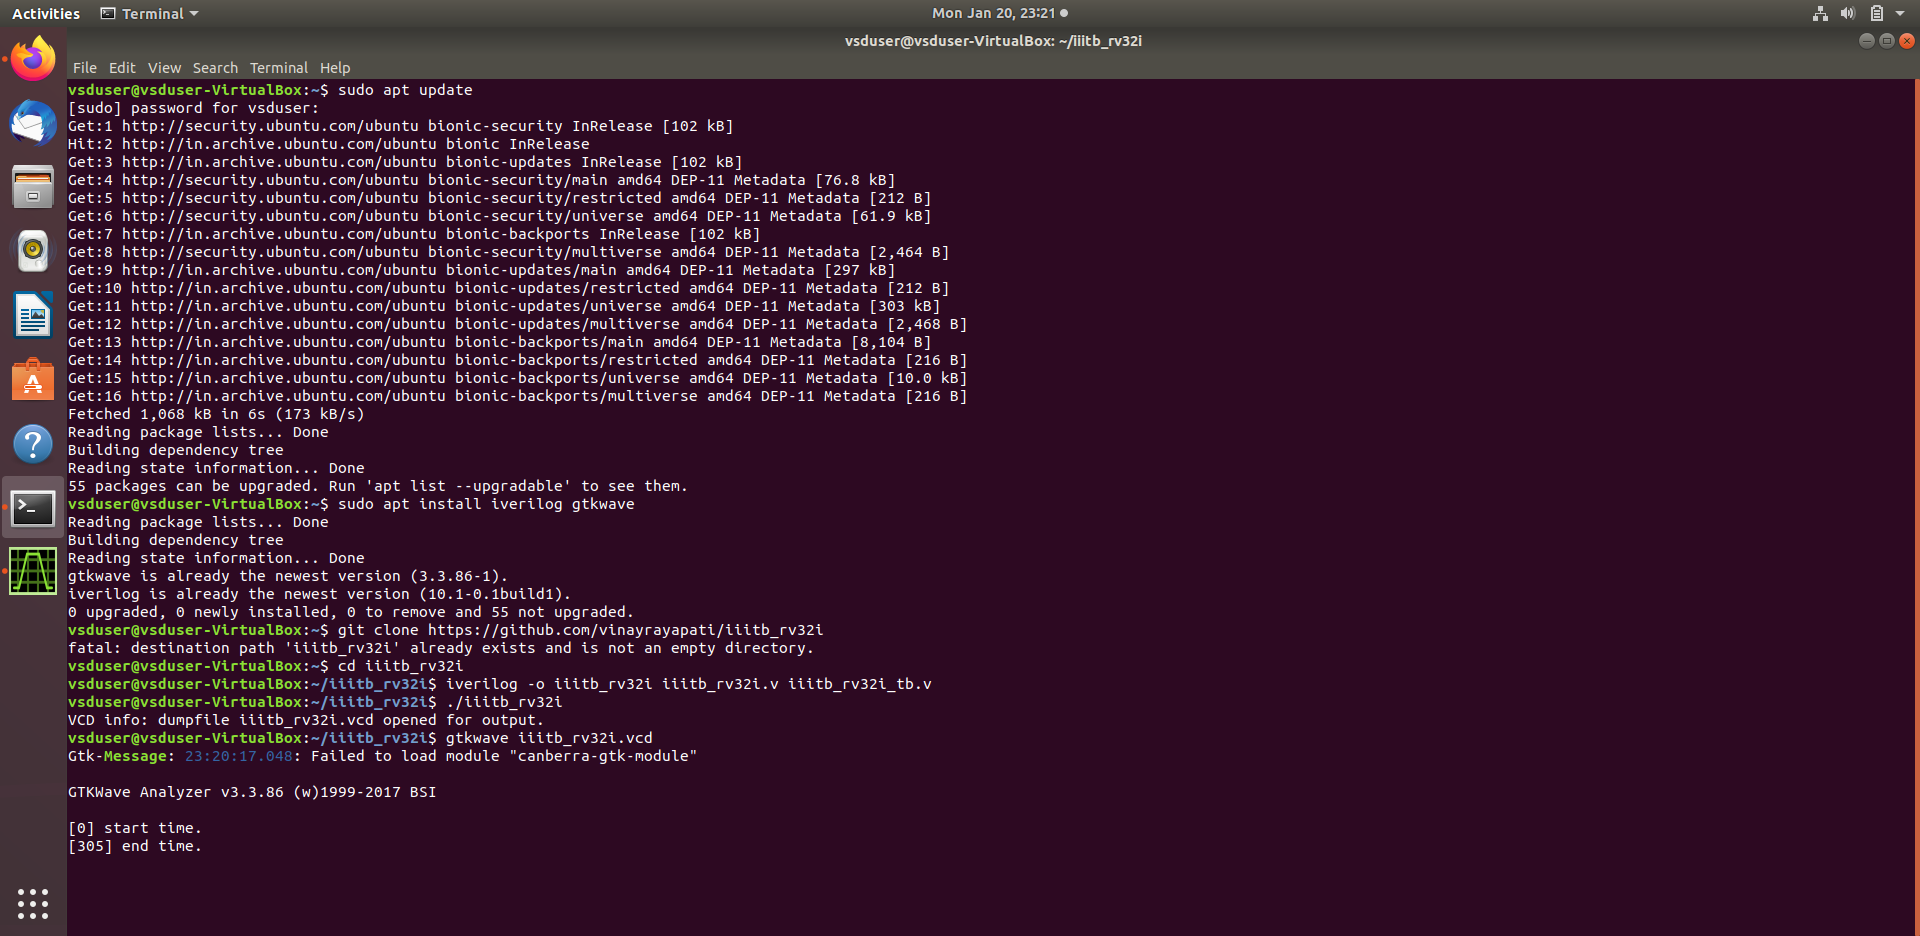 Activities Terminal Mon Jan 20, 23:21
vsduser@vsduser-VirtualBox: ~/iiitb_rv32i
File Edit View Search Terminal Help
vsduser@vsduser-VirtualBox:~$ sudo apt update
[sudo] password for vsduser:
Get:1 http://security.ubuntu.com/ubuntu bionic-security InRelease [102 kB]
Hit:2 http://in.archive.ubuntu.com/ubuntu bionic InRelease
Get:3 http://in.archive.ubuntu.com/ubuntu bionic-updates InRelease [102 kB]
Get:4 http://security.ubuntu.com/ubuntu bionic-security/main amd64 DEP-11 Metadata [76.8 kB]
Get:5 http://security.ubuntu.com/ubuntu bionic-security/restricted amd64 DEP-11 Metadata [212 B]
Get:6 http://security.ubuntu.com/ubuntu bionic-security/universe amd64 DEP-11 Metadata [61.9 kB]
Get:7 http://in.archive.ubuntu.com/ubuntu bionic-backports InRelease [102 kB]
Get:8 http://security.ubuntu.com/ubuntu bionic-security/multiverse amd64 DEP-11 Metadata [2,464 B]
Get:9 http://in.archive.ubuntu.com/ubuntu bionic-updates/main amd64 DEP-11 Metadata [297 kB]
Get:10 http://in.archive.ubuntu.com/ubuntu bionic-updates/restricted amd64 DEP-11 Metadata [212 B]
Get:11 http://in.archive.ubuntu.com/ubuntu bionic-updates/universe amd64 DEP-11 Metadata [303 kB]
Get:12 http://in.archive.ubuntu.com/ubuntu bionic-updates/multiverse amd64 DEP-11 Metadata [2,468 B]
Get:13 http://in.archive.ubuntu.com/ubuntu bionic-backports/main amd64 DEP-11 Metadata [8,104 B]
Get:14 http://in.archive.ubuntu.com/ubuntu bionic-backports/restricted amd64 DEP-11 Metadata [216 B]
Get:15 http://in.archive.ubuntu.com/ubuntu bionic-backports/universe amd64 DEP-11 Metadata [10.0 kB]
Get:16 http://in.archive.ubuntu.com/ubuntu bionic-backports/multiverse amd64 DEP-11 Metadata [216 B]
Fetched 1,068 kB in 6s (173 kB/s)
Reading package lists... Done
Building dependency tree
Reading state information... Done
55 packages can be upgraded. Run 'apt list --upgradable' to see them.
vsduser@vsduser-VirtualBox:~$ sudo apt install iverilog gtkwave
Reading package lists... Done
Building dependency tree
Reading state information... Done
gtkwave is already the newest version (3.3.86-1).
iverilog is already the newest version (10.1-0.1build1).
0 upgraded, 0 newly installed, 0 to remove and 55 not upgraded.
vsduser@vsduser-VirtualBox:~$ git clone https://github.com/vinayrayapati/iiitb_rv32i
fatal: destination path 'iiitb_rv32i' already exists and is not an empty directory.
vsduser@vsduser-VirtualBox:~$ cd iiitb_rv32i
vsduser@vsduser-VirtualBox:~/iiitb_rv32i$ iverilog -o iiitb_rv32i iiitb_rv32i.v iiitb_rv32i_tb.v
vsduser@vsduser-VirtualBox:~/iiitb_rv32i$ ./iiitb_rv32i
VCD info: dumpfile iiitb_rv32i.vcd opened for output.
vsduser@vsduser-VirtualBox:~/iiitb_rv32i$ gtkwave iiitb_rv32i.vcd
Gtk-Message: 23:20:17.048: Failed to load module "canberra-gtk-module"
GTKWave Analyzer v3.3.86 (w)1999-2017 BSI
[0] start time.
[305] end time.